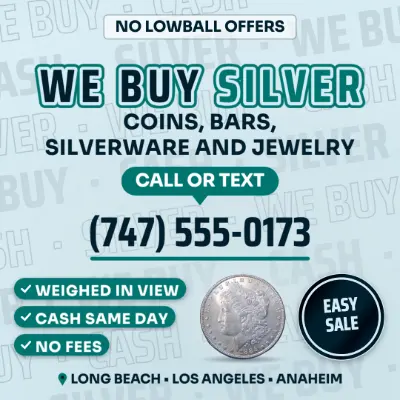 NO LOWBALL OFFERS
WE BUY SILVER
COINS, BARS,
SILVERWARE AND JEWELRY
CALL OR TEXT
(747) 555-0173
✓ WEIGHED IN VIEW
✓ CASH SAME DAY
✓ NO FEES
EASY
SALE
LONG BEACH • LOS ANGELES • ANAHEIM